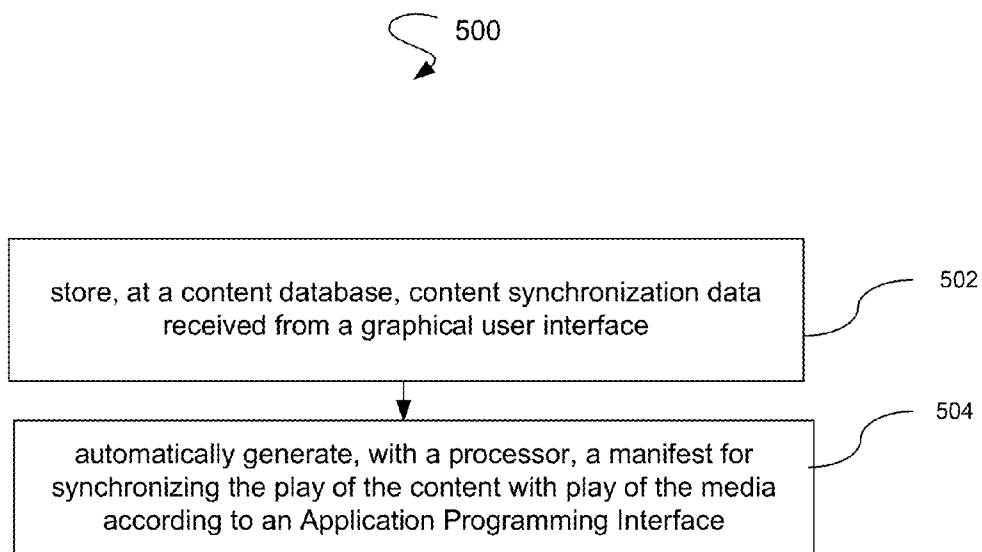 500
store, at a content database, content synchronization data
received from a graphical user interface
502
504
automatically generate, with a processor, a manifest for
synchronizing the play of the content with play of the media
according to an Application Programming Interface